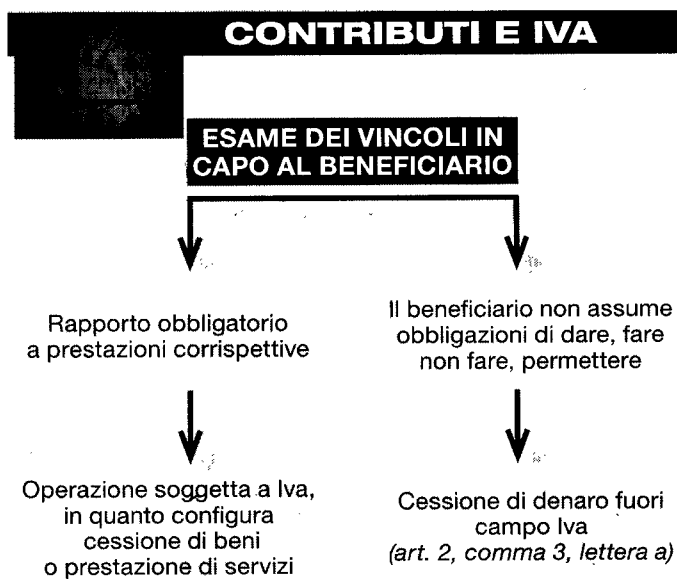 CONTRIBUTI E IVA
ESAME DEI VINCOLI IN
CAPO AL BENEFICIARIO
Rapporto obbligatorio
a prestazioni corrispettive
Il beneficiario non assume
obbligazioni di dare, fare
non fare, permettere
Operazione soggetta a Iva,
in quanto configura
cessione di beni
o prestazione di servizi
Cessione di denaro fuori
campo Iva
(art. 2, comma 3, lettera a)